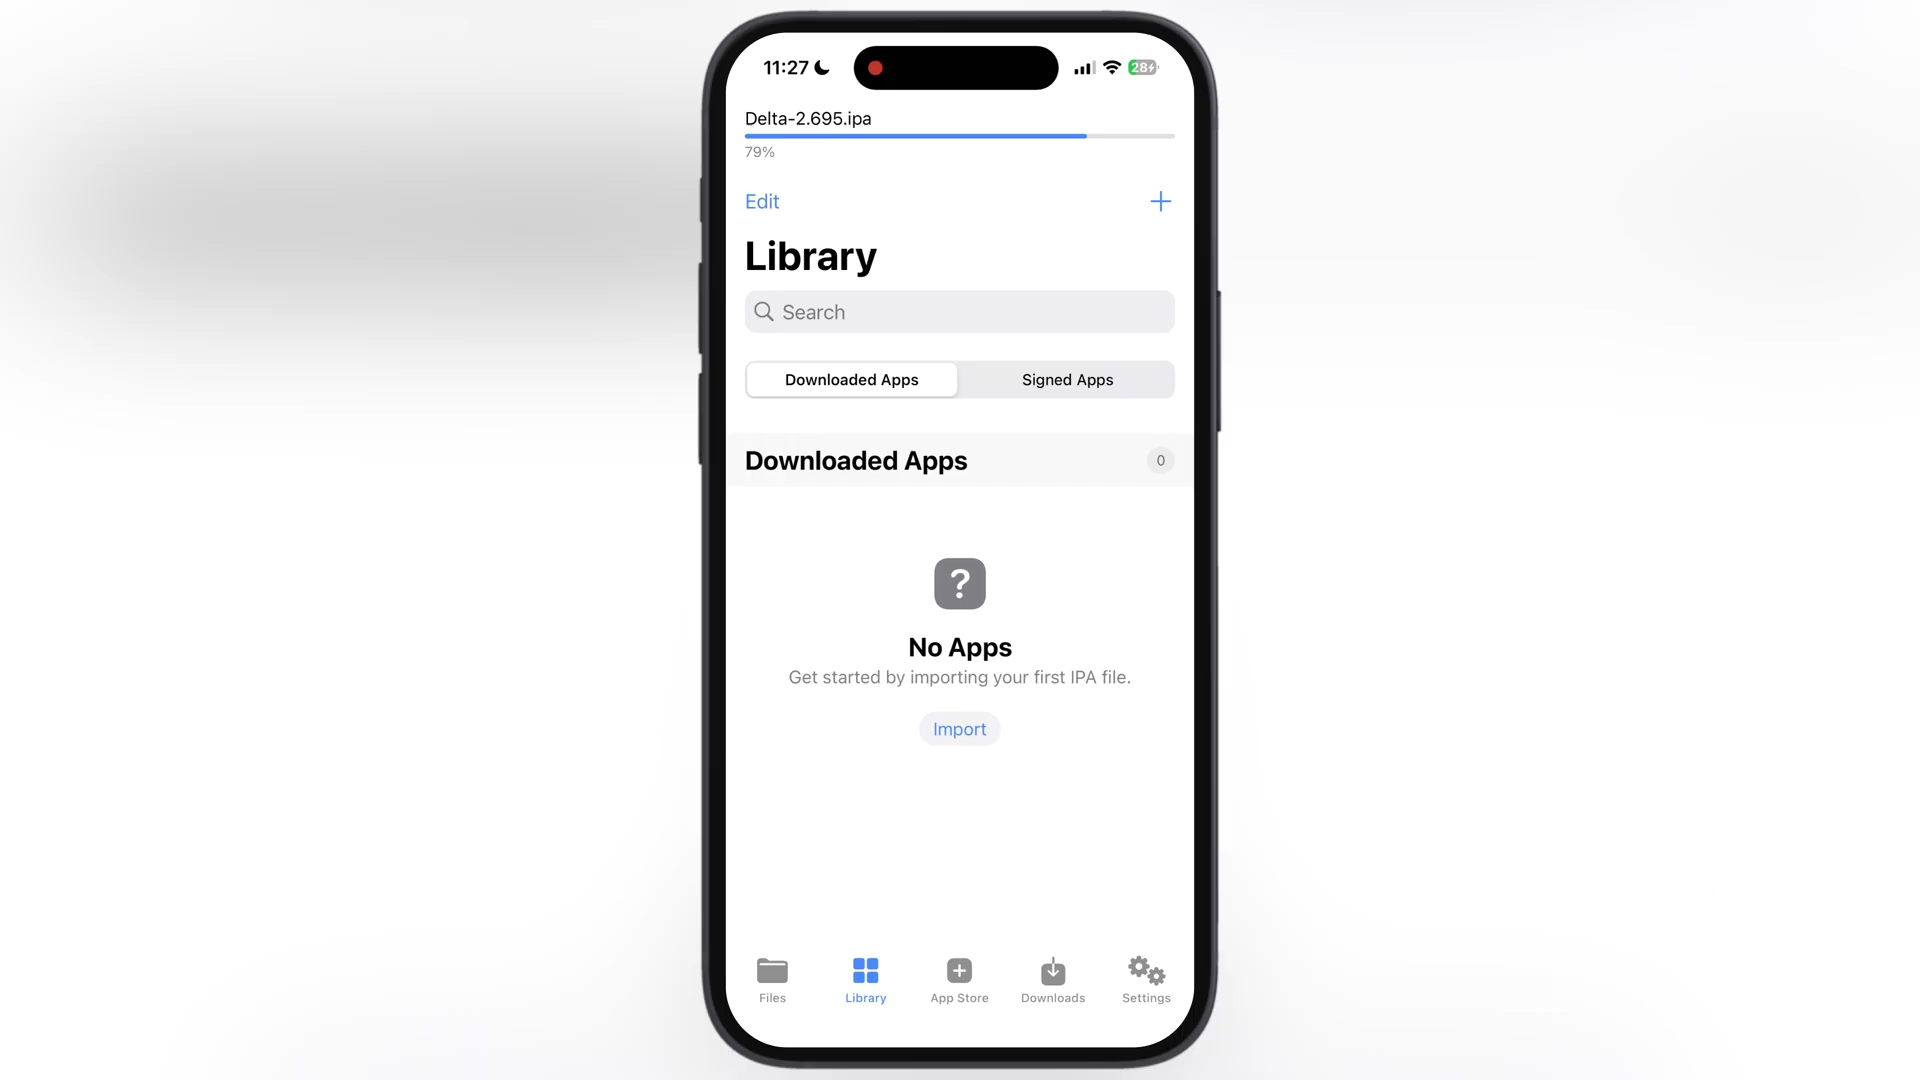 11:27
28
Delta-2.695.ipa
79%
Edit
Library
Search
Downloaded Apps
Signed Apps
Downloaded Apps
0
?
No Apps
Get started by importing your first IPA file.
Import
Files
Library
App Store
Downloads
Settings